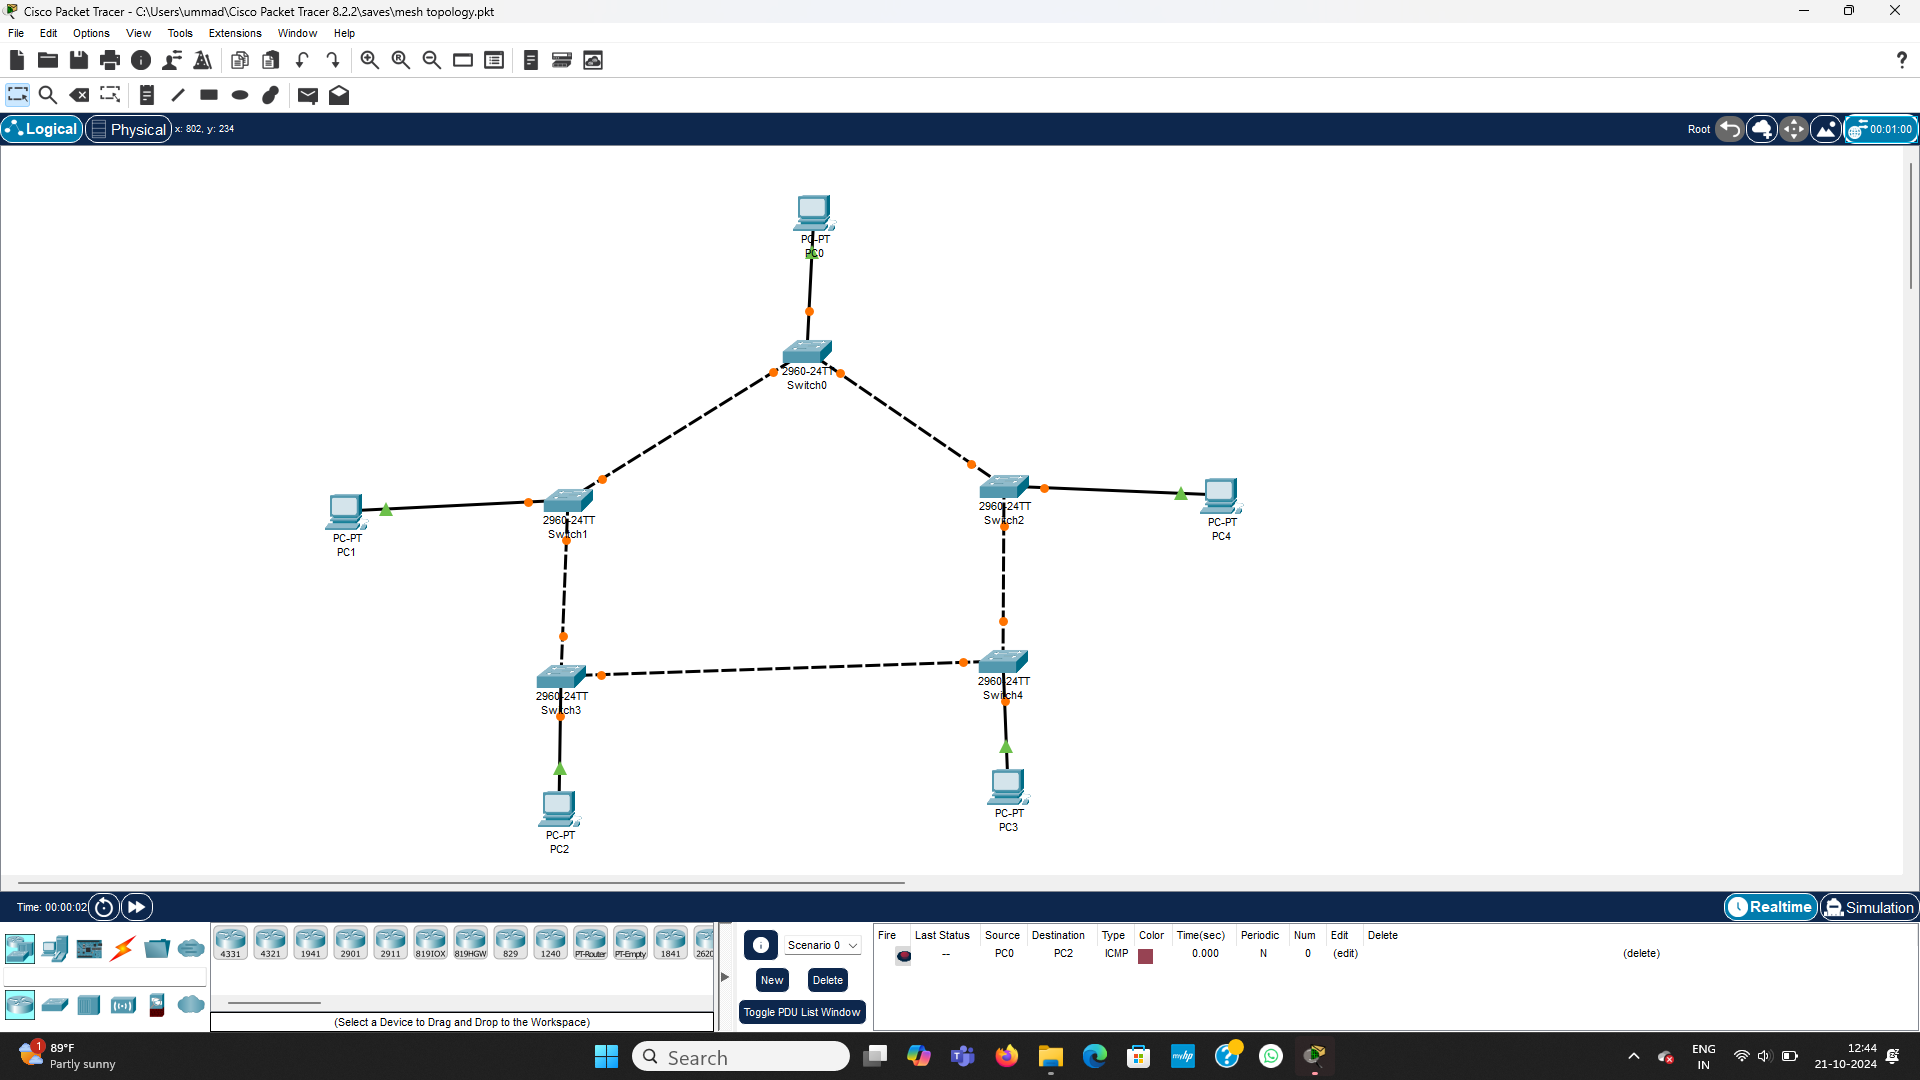 Cisco Packet Tracer - C:\Users\ummad\Cisco Packet Tracer 8.2.2\saves\mesh topology.pkt
File Edit Options View Tools Extensions Window Help
Logical Physical x: 802, y: 234 Root 00:01:00
PC-PT
PC0
2960-24TT
Switch0
PC-PT
PC1
2960-24TT
Switch1
2960-24TT
Switch2
PC-PT
PC4
2960-24TT
Switch3
2960-24TT
Switch4
PC-PT
PC2
PC-PT
PC3
Time: 00:00:02 Realtime Simulation
4331 4321 1941 2901 2911 819IOX 819HGW 829 1240 PT-Router PT-Empty 1841 2620
(Select a Device to Drag and Drop to the Workspace)
Scenario 0
New Delete
Toggle PDU List Window
Fire Last Status Source Destination Type Color Time(sec) Periodic Num Edit Delete
-- PC0 PC2 ICMP 0.000 N 0 (edit) (delete)
1
89°F
Partly sunny
Search
myhp
ENG
IN
12:44
21-10-2024